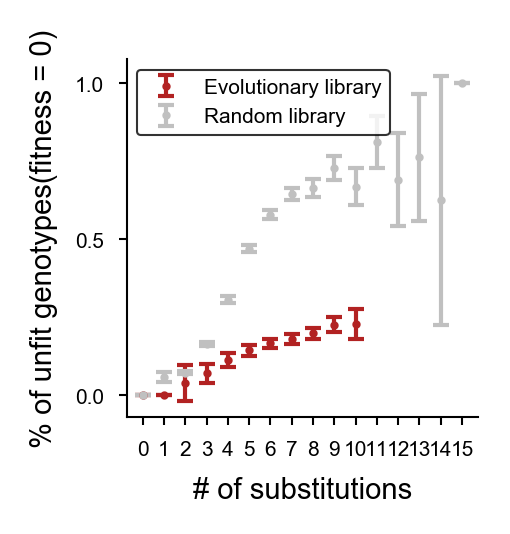 % of unfit genotypes(fitness = 0)
1.0
0.5
0.0
Evolutionary library
Random library
0 1 2 3 4 5 6 7 8 9 10 11 12 13 14 15
# of substitutions